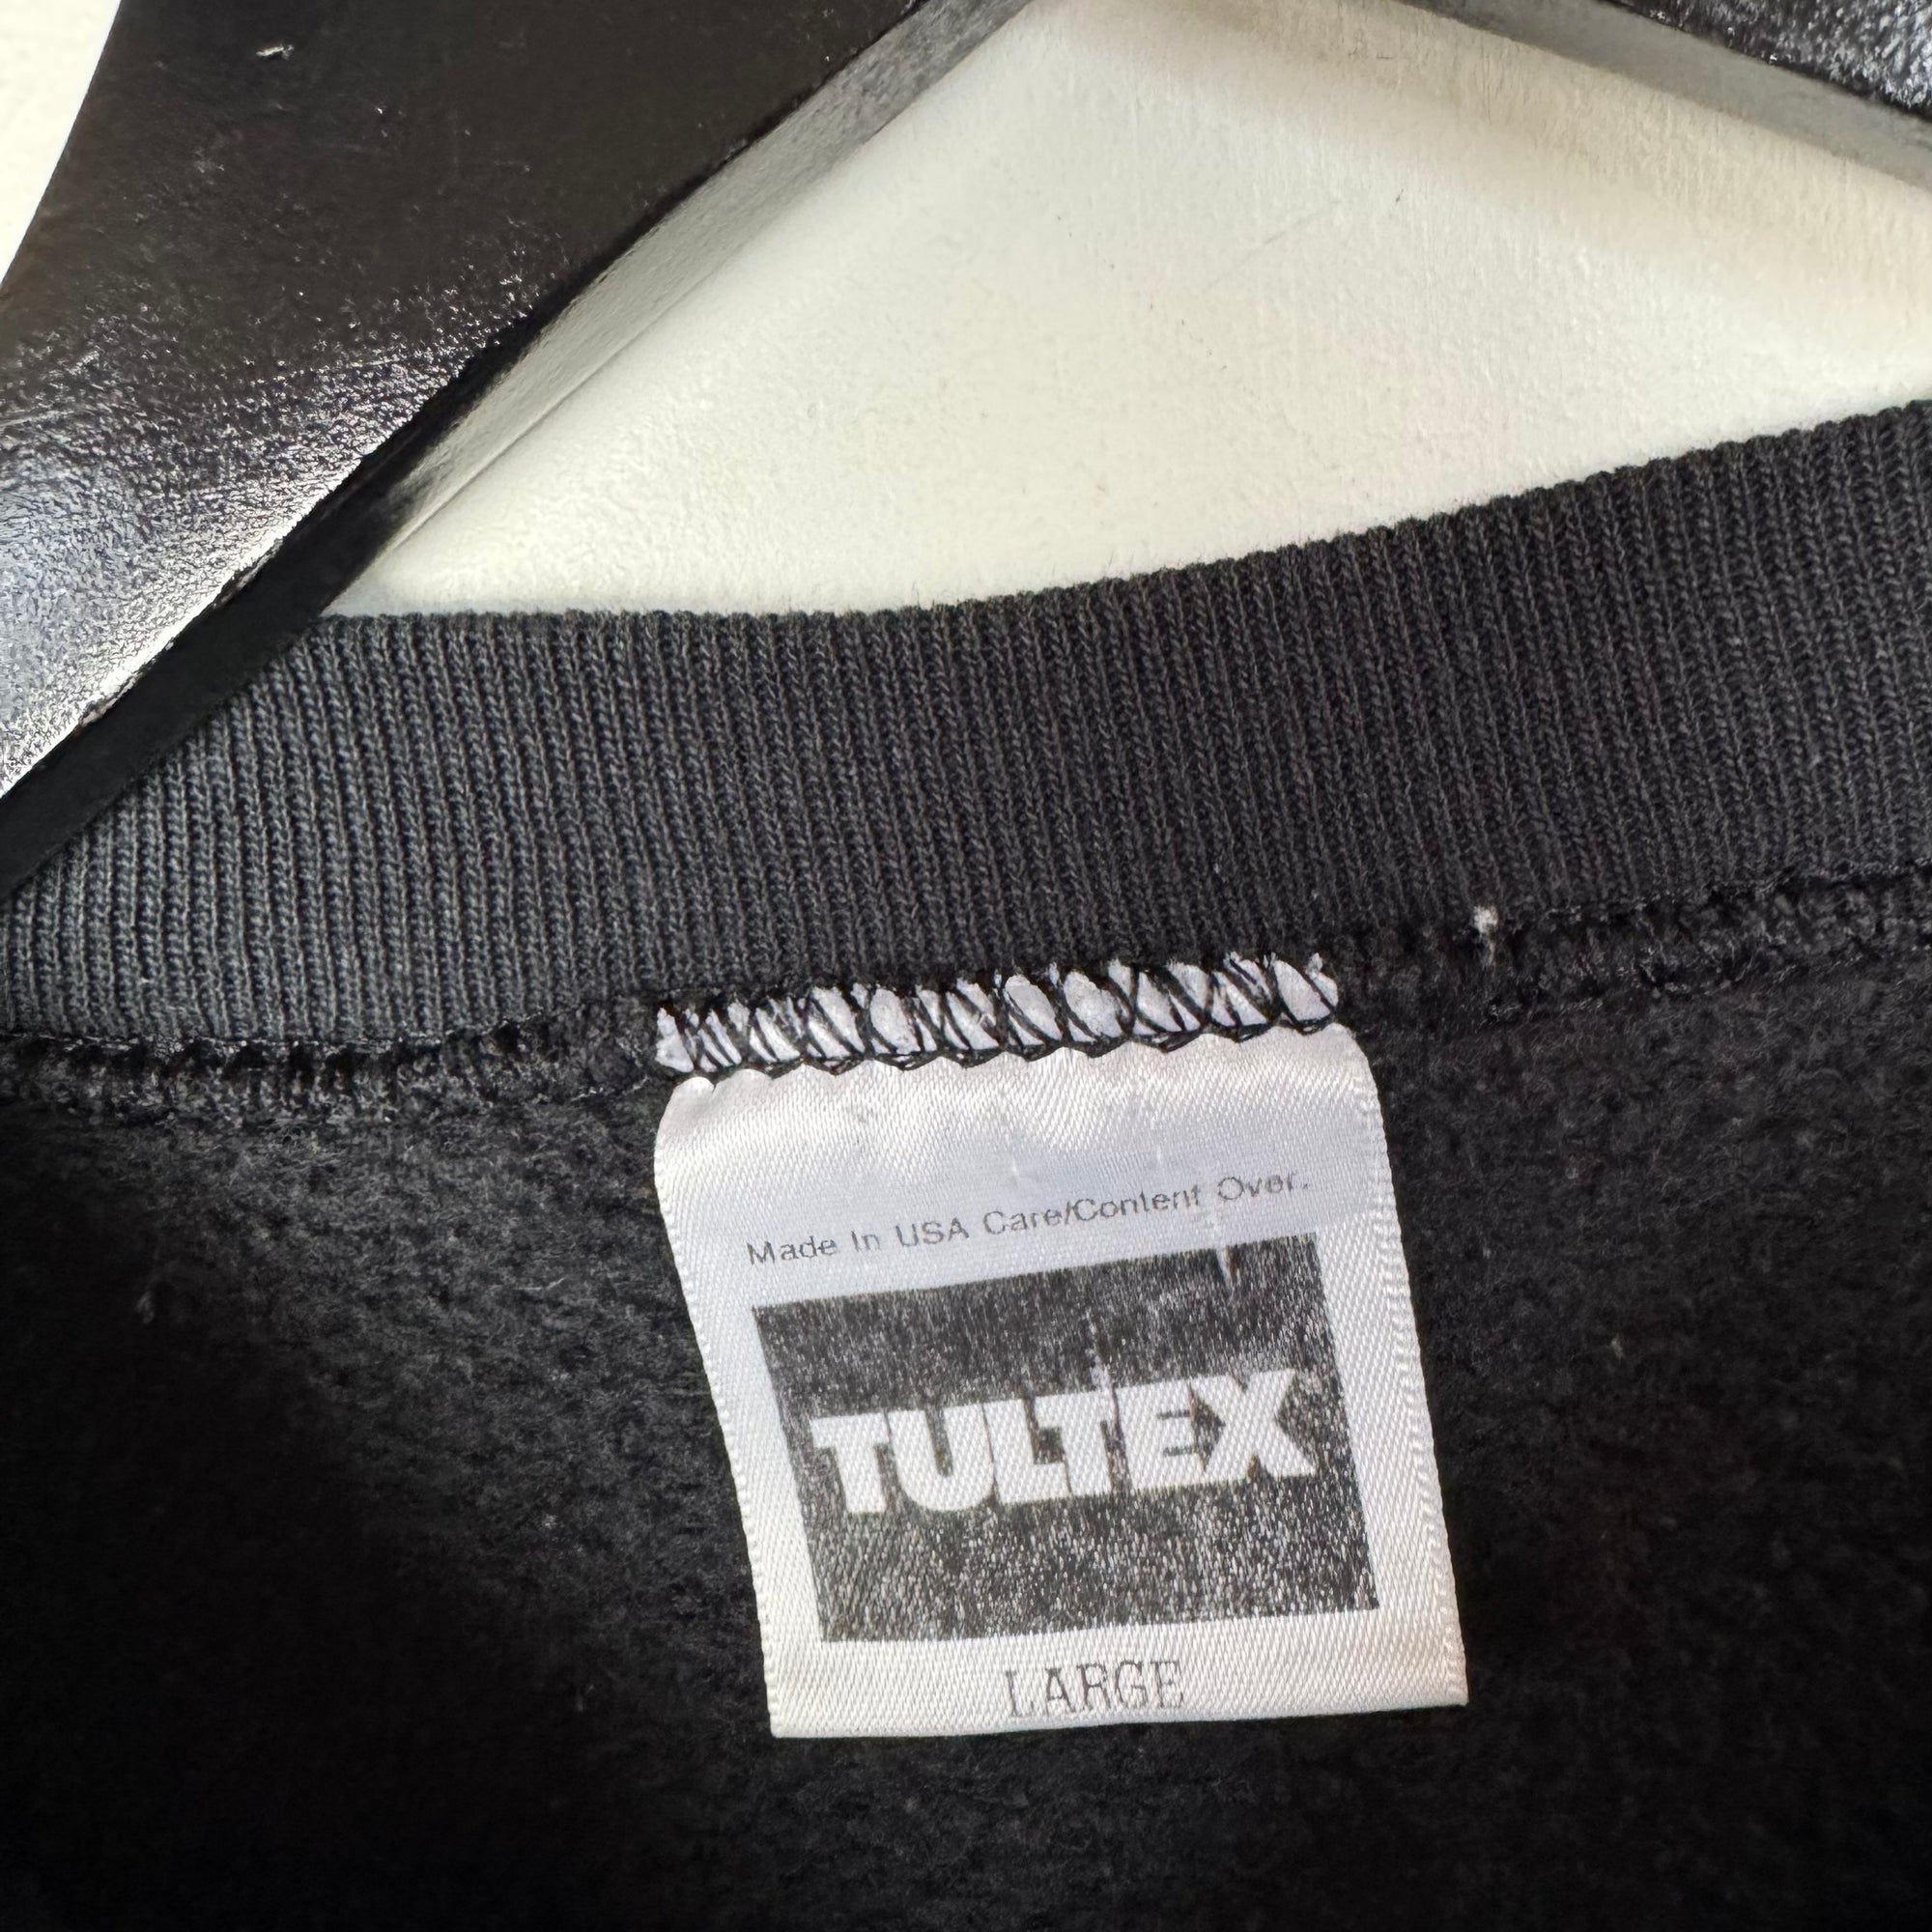 Made In USA Care/Content Over.
TULTEX
LARGE